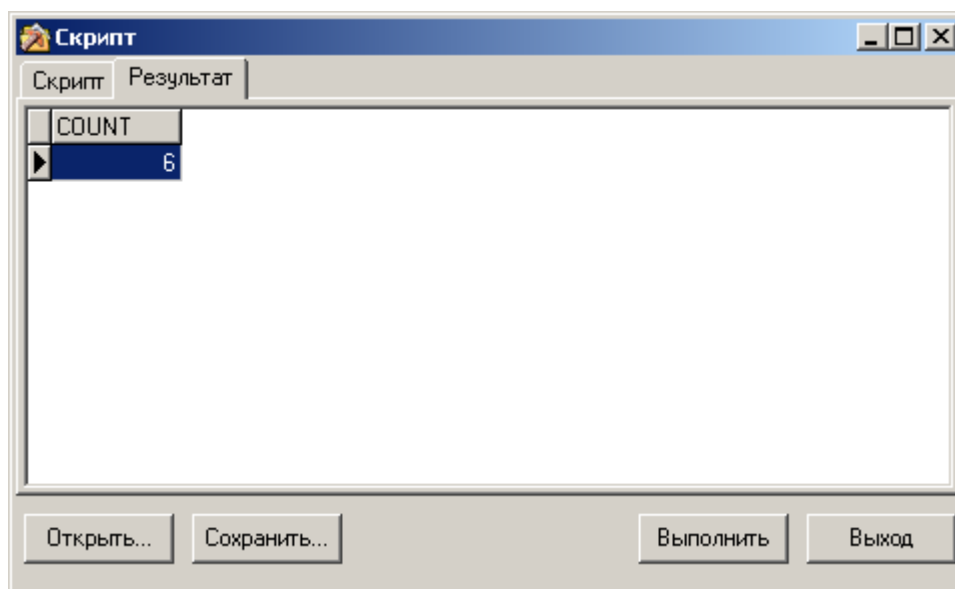 Скрипт
Скрипт Результат
COUNT
6
Открыть... Сохранить... Выполнить Выход